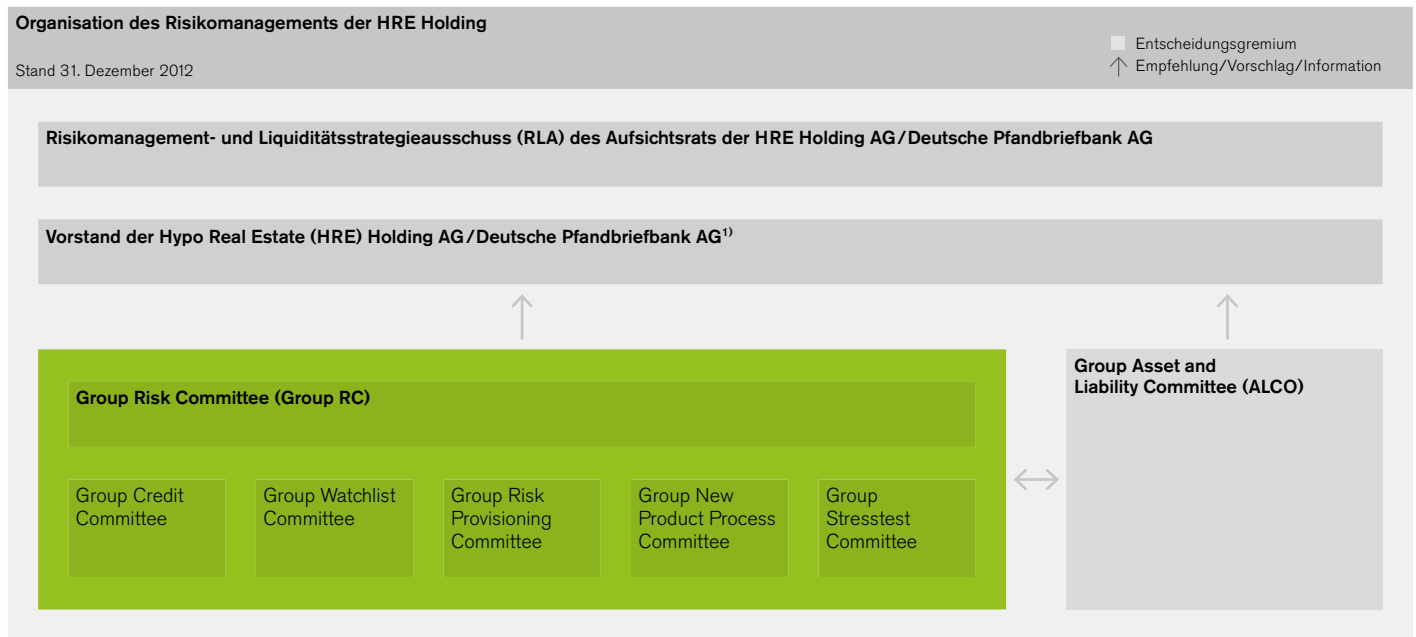 Organisation des Risikomanagements der HRE Holding
Stand 31. Dezember 2012
Entscheidungsgremium
Empfehlung/Vorschlag/Information
Risikomanagement- und Liquiditätsstrategieausschuss (RLA) des Aufsichtsrats der HRE Holding AG/Deutsche Pfandbriefbank AG
Vorstand der Hypo Real Estate (HRE) Holding AG/Deutsche Pfandbriefbank AG¹⁾
Group Risk Committee (Group RC)
Group Credit
Committee
Group Watchlist
Committee
Group Risk
Provisioning
Committee
Group New
Product Process
Committee
Group
Stresstest
Committee
Group Asset and
Liability Committee (ALCO)